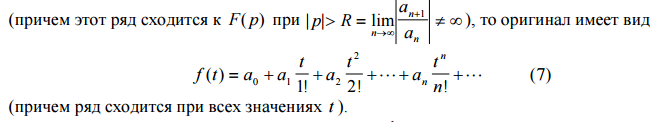 (причем этот ряд сходится к F(p) при |p| > R = lim_{n→∞} |a_{n+1}/a_n| ≠ ∞), то оригинал имеет вид
f(t) = a_0 + a_1 t/1! + a_2 t^2/2! + ⋯ + a_n t^n/n! + ⋯ (7)
(причем ряд сходится при всех значениях t).